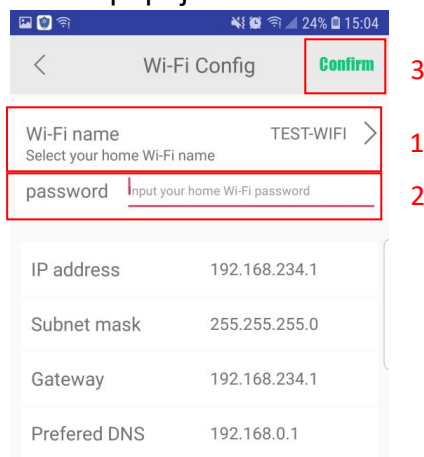 24% 15:04
Wi-Fi Config Confirm 3
Wi-Fi name TEST-WIFI > 1
Select your home Wi-Fi name
password Input your home Wi-Fi password 2
IP address 192.168.234.1
Subnet mask 255.255.255.0
Gateway 192.168.234.1
Prefered DNS 192.168.0.1